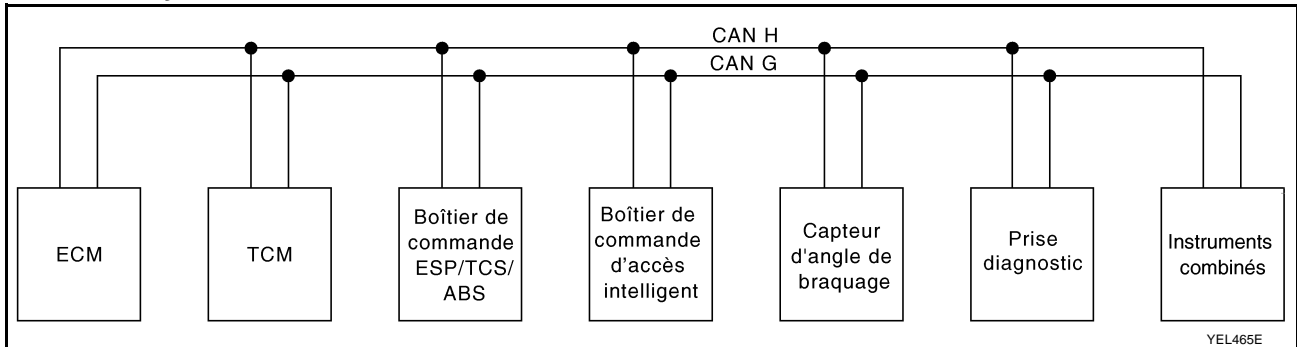 CAN H
CAN G
ECM
TCM
Boîtier de
commande
ESP/TCS/
ABS
Boîtier de
commande
d'accès
intelligent
Capteur
d'angle de
braquage
Prise
diagnostic
Instruments
combinés
YEL465E